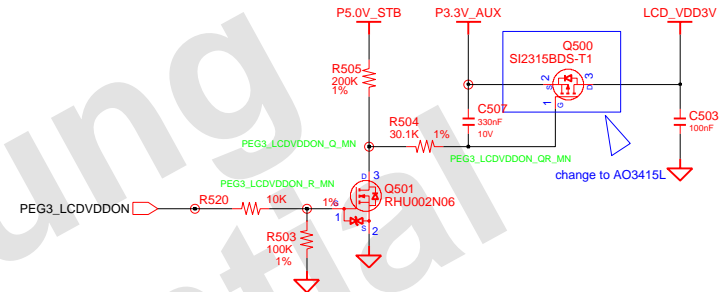 P5.0V_STB
P3.3V_AUX
LCD_VDD3V
Q500
SI2315BDS-T1
R505
200K
1%
2
3
S
D
1
G
C507
330nF
10V
C503
100nF
R504
30.1K
1%
PEG3_LCDVDDON_Q_MN
PEG3_LCDVDDON_QR_MN
change to AO3415L
D
3
Q501
RHU002N06
PEG3_LCDVDDON_R_MN
PEG3_LCDVDDON
R520
10K
1%
G
1
S
2
R503
100K
1%
ung
tial